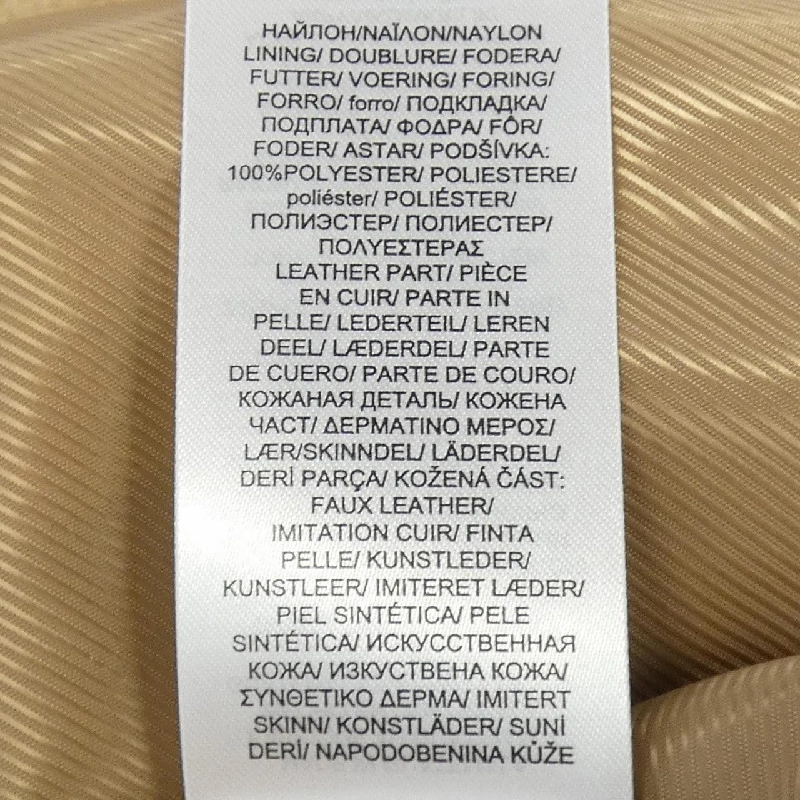 НАЙЛОН/ΝΑΪΛΟΝ/NAYLON
LINING/ DOUBLURE/ FODERA/
FUTTER/ VOERING/ FORING/
FORRO/ forro/ ПОДКЛАДКА/
ПОДПЛАТА/ ΦΟΔΡΑ/ FÔR/
FODER/ ASTAR/ PODŠÍVKA:
100%POLYESTER/ POLIESTERE/
poliéster/ POLIÉSTER/
ПОЛИЭСТЕР/ ПОЛИЕСТЕР/
ΠΟΛΥΕΣΤΕΡΑΣ
LEATHER PART/ PIÈCE
EN CUIR/ PARTE IN
PELLE/ LEDERTEIL/ LEREN
DEEL/ LÆDERDEL/ PARTE
DE CUERO/ PARTE DE COURO/
КОЖАНАЯ ДЕТАЛЬ/ КОЖЕНА
ЧАСТ/ ΔΕΡΜΑΤΙΝΟ ΜΕΡΟΣ/
LÆR/SKINNDEL/ LÄDERDEL/
DERİ PARÇA/ KOŽENÁ ČÁST:
FAUX LEATHER/
IMITATION CUIR/ FINTA
PELLE/ KUNSTLEDER/
KUNSTLEER/ IMITERET LÆDER/
PIEL SINTÉTICA/ PELE
SINTÉTICA/ ИСКУССТВЕННАЯ
КОЖА/ ИЗКУСТВЕНА КОЖА/
ΣΥΝΘΕΤΙΚΟ ΔΕΡΜΑ/ IMITERT
SKINN/ KONSTLÄDER/ SUNİ
DERİ/ NAPODOBENINA KŮŽE